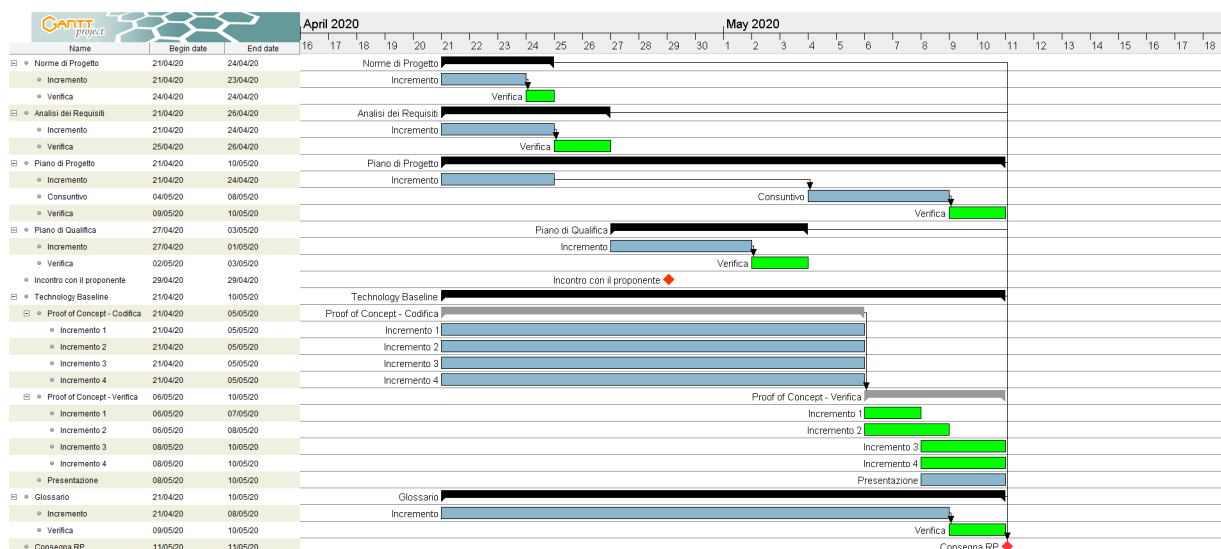 GANTT project
April 2020 May 2020
Name Begin date End date 16 17 18 19 20 21 22 23 24 25 26 27 28 29 30 1 2 3 4 5 6 7 8 9 10 11 12 13 14 15 16 17 18
Norme di Progetto 21/04/20 24/04/20 Norme di Progetto
Incremento 21/04/20 23/04/20 Incremento
Verifica 24/04/20 24/04/20 Verifica
Analisi dei Requisiti 21/04/20 26/04/20 Analisi dei Requisiti
Incremento 21/04/20 24/04/20 Incremento
Verifica 25/04/20 26/04/20 Verifica
Piano di Progetto 21/04/20 10/05/20 Piano di Progetto
Incremento 21/04/20 24/04/20 Incremento
Consuntivo 04/05/20 08/05/20 Consuntivo
Verifica 09/05/20 10/05/20 Verifica
Piano di Qualifica 27/04/20 03/05/20 Piano di Qualifica
Incremento 27/04/20 01/05/20 Incremento
Verifica 02/05/20 03/05/20 Verifica
Incontro con il proponente 29/04/20 29/04/20 Incontro con il proponente
Technology Baseline 21/04/20 10/05/20 Technology Baseline
Proof of Concept - Codifica 21/04/20 05/05/20 Proof of Concept - Codifica
Incremento 1 21/04/20 05/05/20 Incremento 1
Incremento 2 21/04/20 05/05/20 Incremento 2
Incremento 3 21/04/20 05/05/20 Incremento 3
Incremento 4 21/04/20 05/05/20 Incremento 4
Proof of Concept - Verifica 06/05/20 10/05/20 Proof of Concept - Verifica
Incremento 1 06/05/20 07/05/20 Incremento 1
Incremento 2 06/05/20 08/05/20 Incremento 2
Incremento 3 08/05/20 10/05/20 Incremento 3
Incremento 4 08/05/20 10/05/20 Incremento 4
Presentazione 08/05/20 10/05/20 Presentazione
Glossario 21/04/20 10/05/20 Glossario
Incremento 21/04/20 08/05/20 Incremento
Verifica 09/05/20 10/05/20 Verifica
Consegna RP 11/05/20 11/05/20 Consegna RP